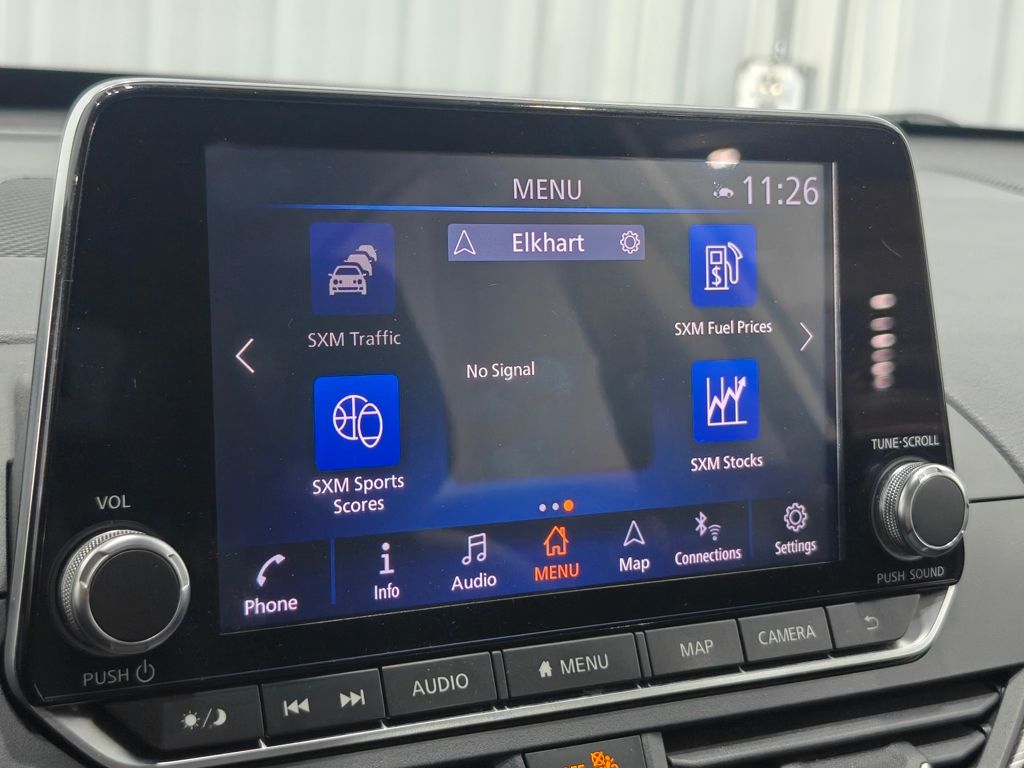 MENU
11:26
Elkhart
SXM Traffic
SXM Fuel Prices
No Signal
SXM Sports
Scores
SXM Stocks
Phone
Info
Audio
MENU
Map
Connections
Settings
VOL
PUSH
TUNE·SCROLL
PUSH SOUND
AUDIO
MENU
MAP
CAMERA